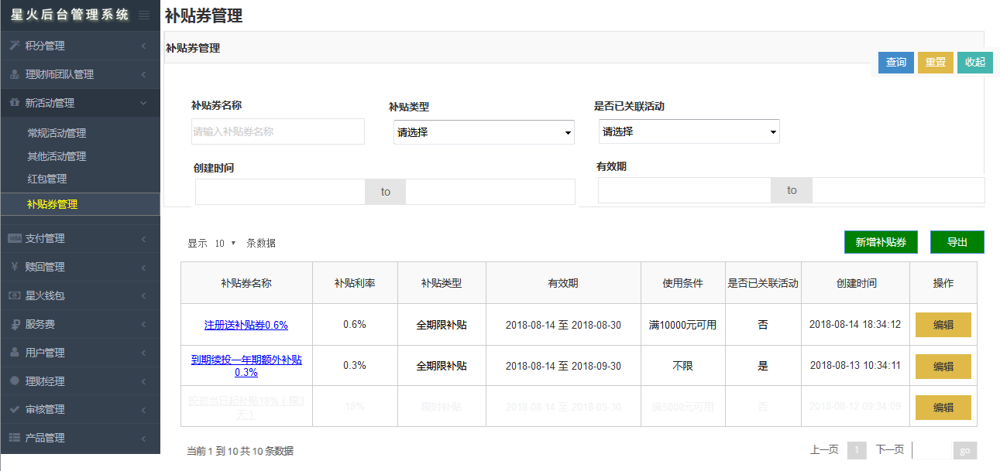 星火后台管理系统
补贴券管理
积分管理
理财师团队管理
新活动管理
常规活动管理
其他活动管理
红包管理
补贴券管理
支付管理
赎回管理
星火钱包
服务费
用户管理
理财经理
审核管理
产品管理
补贴券管理
查询 重置 收起
补贴券名称 补贴类型 是否已关联活动
请输入补贴券名称 请选择 请选择
创建时间 有效期
to to
显示 10 条数据 新增补贴券 导出
补贴券名称 补贴利率 补贴类型 有效期 使用条件 是否已关联活动 创建时间 操作
注册送补贴券0.6% 0.6% 全期限补贴 2018-08-14 至 2018-08-30 满10000元可用 否 2018-08-14 18:34:12 编辑
到期续投一年期额外补贴
0.3% 0.3% 全期限补贴 2018-08-14 至 2018-09-30 不限 是 2018-08-13 10:34:11 编辑
投资当日起补贴18%（限3
天） 18% 限时补贴 2018-08-14 至 2018-09-30 满5000元可用 否 2018-08-12 09:34:09 编辑
当前 1 到 10 共 10 条数据 上一页 1 下一页 go